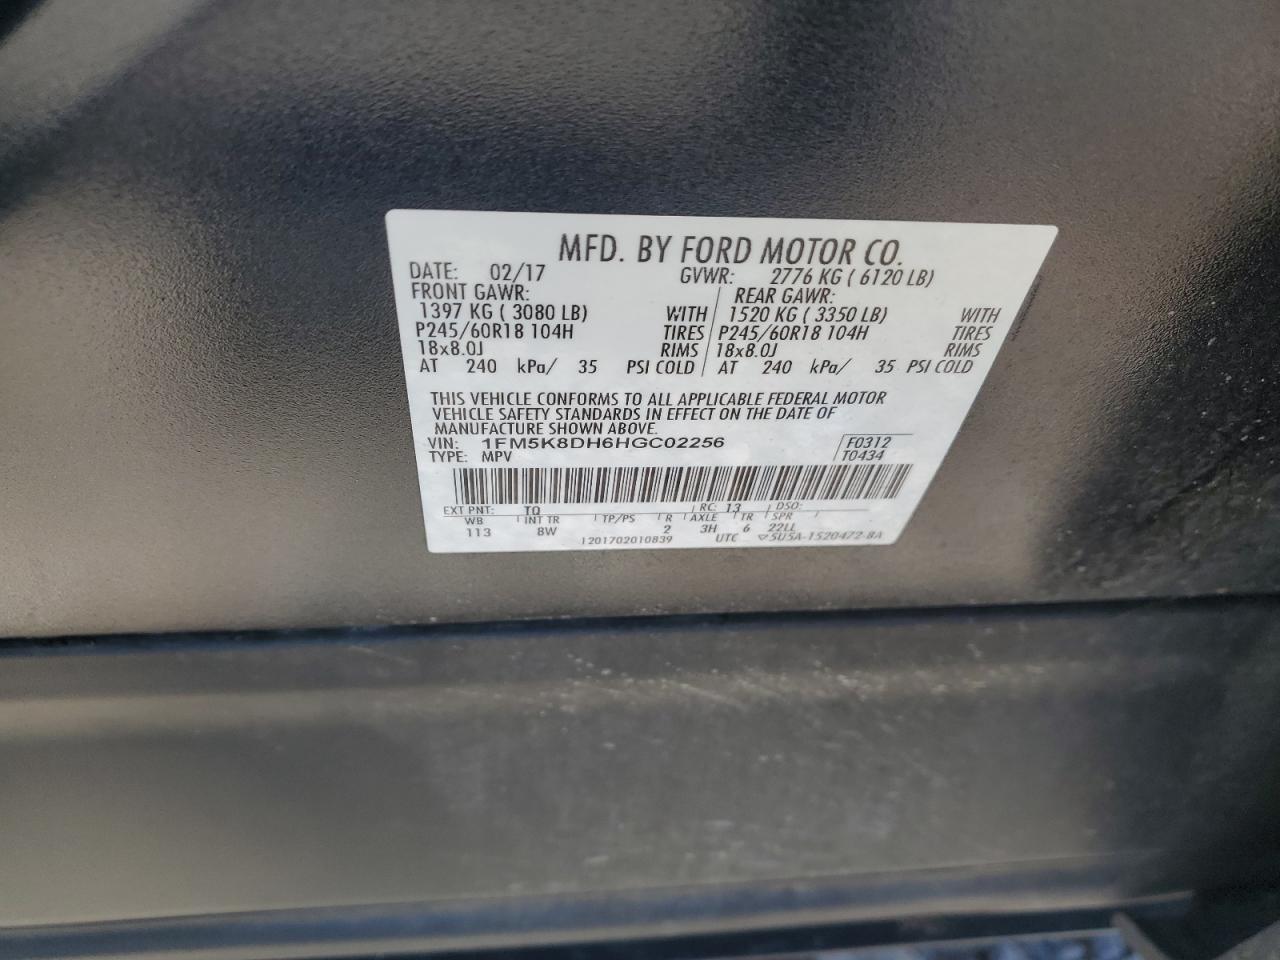 MFD. BY FORD MOTOR CO.
DATE: 02/17 GVWR: 2776 KG ( 6120 LB)
FRONT GAWR: REAR GAWR:
1397 KG ( 3080 LB) WITH 1520 KG ( 3350 LB) WITH
P245/60R18 104H TIRES P245/60R18 104H TIRES
18x8.0J RIMS 18x8.0J RIMS
AT 240 kPa/ 35 PSI COLD AT 240 kPa/ 35 PSI COLD
THIS VEHICLE CONFORMS TO ALL APPLICABLE FEDERAL MOTOR
VEHICLE SAFETY STANDARDS IN EFFECT ON THE DATE OF
MANUFACTURE SHOWN ABOVE.
VIN: 1FM5K8DH6HGC02256 F0312
TYPE: MPV T0434
EXT PNT: TQ RC: 13 DSO:
WB INT TR TP/PS R AXLE TR SPR
113 8W 2 3H 6 22LL
1201702010839 UTC 5U5A-1520472-BA